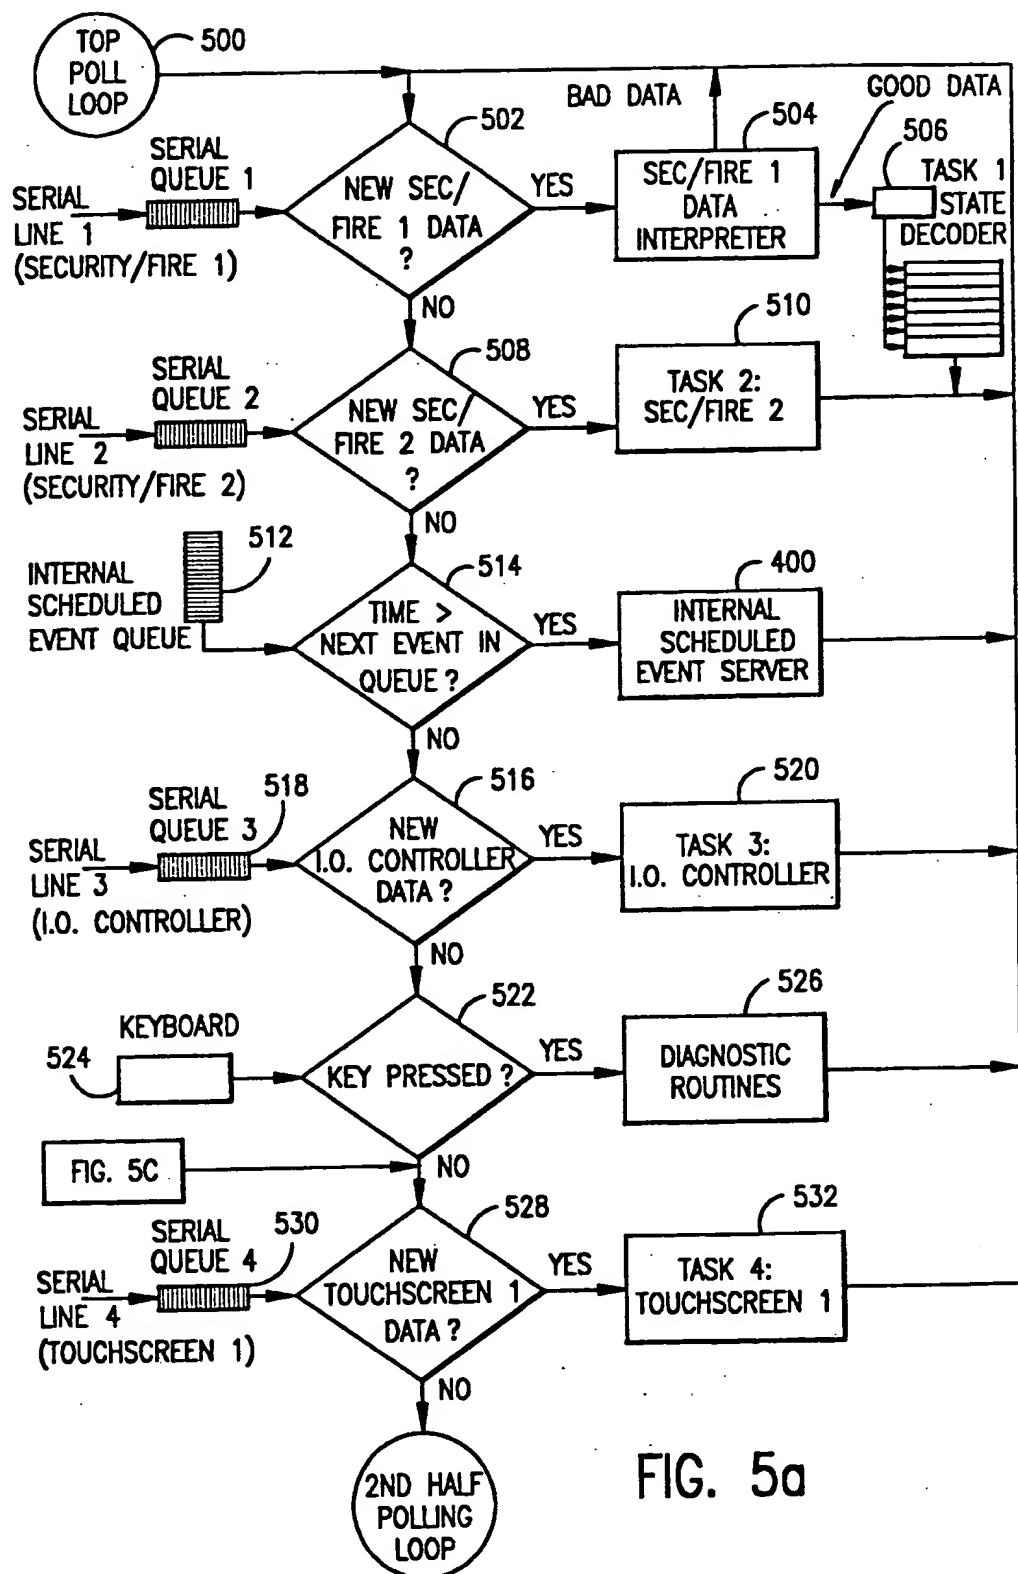 TOP
POLL
LOOP
500
BAD DATA
GOOD DATA
502
504
506
SERIAL
QUEUE 1
SERIAL
LINE 1
(SECURITY/FIRE 1)
NEW SEC/
FIRE 1 DATA
?
YES
SEC/FIRE 1
DATA
INTERPRETER
TASK 1
STATE
DECODER
NO
508
510
SERIAL
QUEUE 2
SERIAL
LINE 2
(SECURITY/FIRE 2)
NEW SEC/
FIRE 2 DATA
?
YES
TASK 2:
SEC/FIRE 2
NO
512
514
400
INTERNAL
SCHEDULED
EVENT QUEUE
TIME >
NEXT EVENT IN
QUEUE ?
YES
INTERNAL
SCHEDULED
EVENT SERVER
NO
516
518
520
SERIAL
QUEUE 3
SERIAL
LINE 3
(I.O. CONTROLLER)
NEW
I.O. CONTROLLER
DATA ?
YES
TASK 3:
I.O. CONTROLLER
NO
522
526
KEYBOARD
524
KEY PRESSED ?
YES
DIAGNOSTIC
ROUTINES
FIG. 5C
NO
528
530
532
SERIAL
QUEUE 4
SERIAL
LINE 4
(TOUCHSCREEN 1)
NEW
TOUCHSCREEN 1
DATA ?
YES
TASK 4:
TOUCHSCREEN 1
NO
2ND HALF
POLLING
LOOP
FIG. 5a